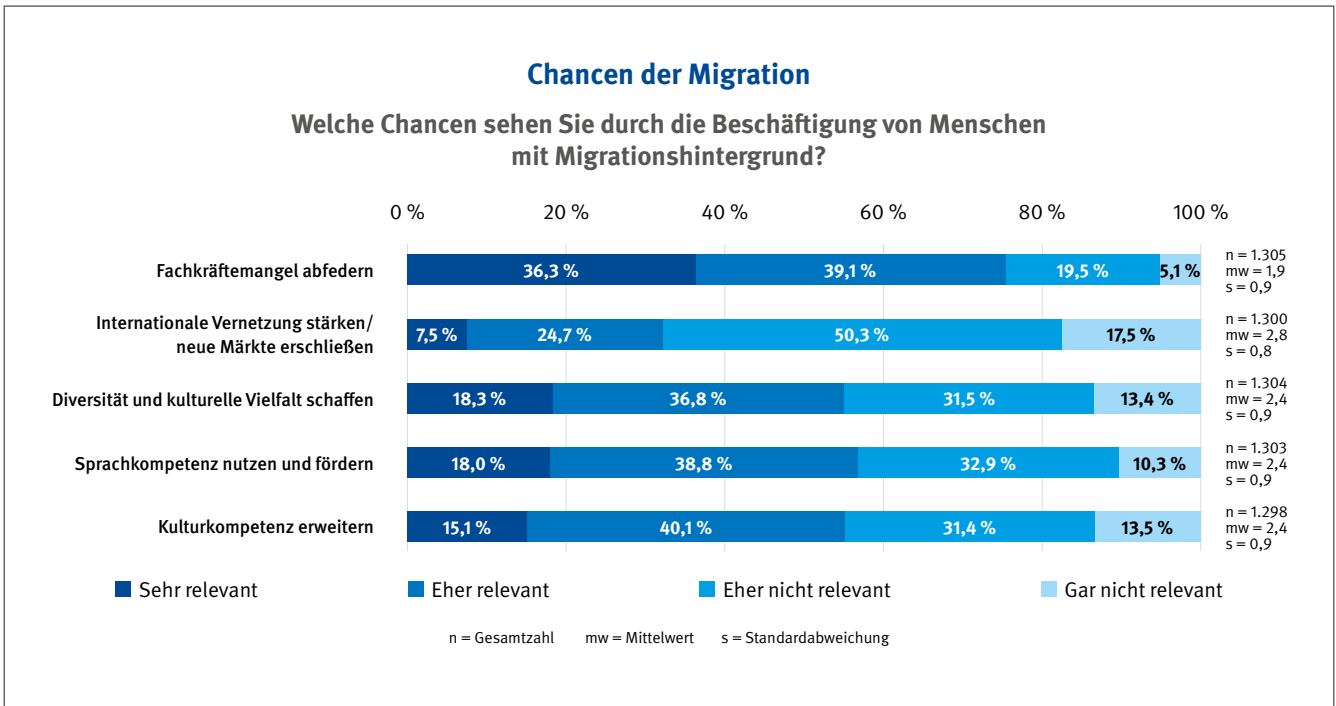 Chancen der Migration
Welche Chancen sehen Sie durch die Beschäftigung von Menschen
mit Migrationshintergrund?
0 % 20 % 40 % 60 % 80 % 100 %
Fachkräftemangel abfedern
36,3 % 39,1 % 19,5 % 5,1 %
n = 1.305
mw = 1,9
s = 0,9
Internationale Vernetzung stärken/
neue Märkte erschließen
7,5 % 24,7 % 50,3 % 17,5 %
n = 1.300
mw = 2,8
s = 0,8
Diversität und kulturelle Vielfalt schaffen
18,3 % 36,8 % 31,5 % 13,4 %
n = 1.304
mw = 2,4
s = 0,9
Sprachkompetenz nutzen und fördern
18,0 % 38,8 % 32,9 % 10,3 %
n = 1.303
mw = 2,4
s = 0,9
Kulturkompetenz erweitern
15,1 % 40,1 % 31,4 % 13,5 %
n = 1.298
mw = 2,4
s = 0,9
Sehr relevant Eher relevant Eher nicht relevant Gar nicht relevant
n = Gesamtzahl mw = Mittelwert s = Standardabweichung